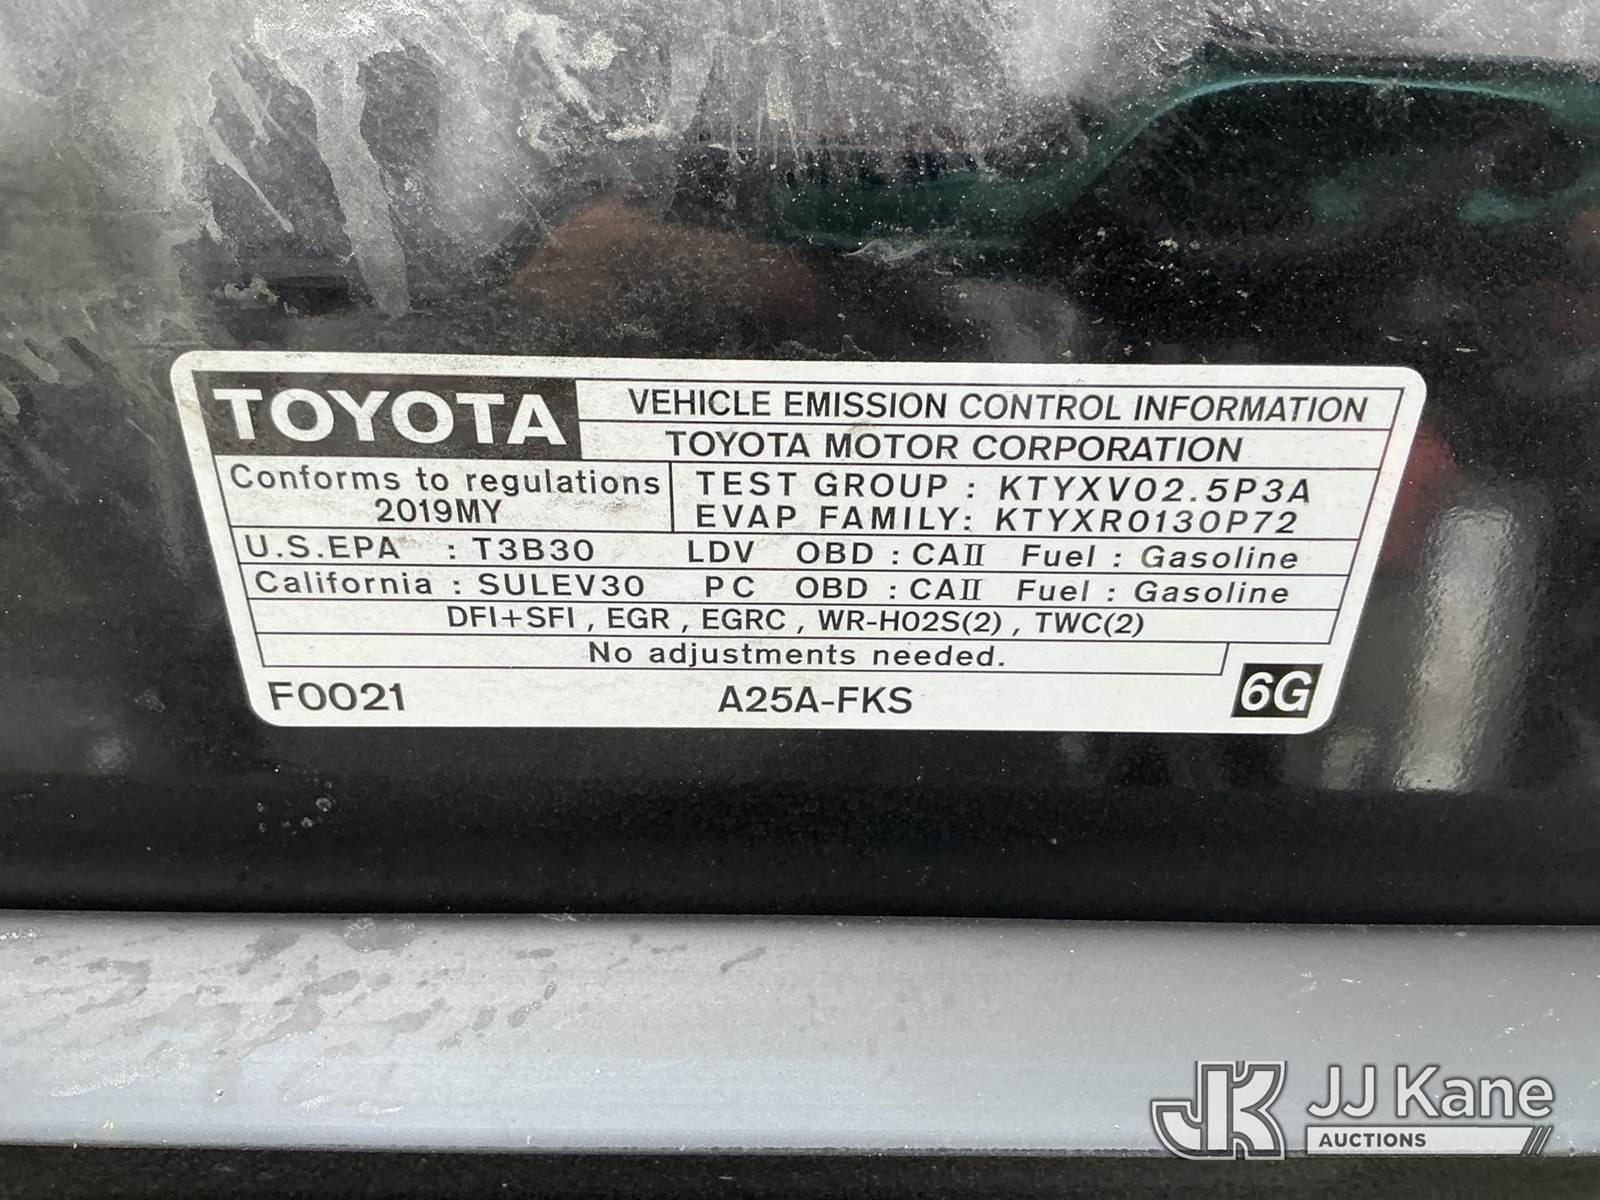 TOYOTA
VEHICLE EMISSION CONTROL INFORMATION
TOYOTA MOTOR CORPORATION
Conforms to regulations
2019MY
TEST GROUP : KTYXV02.5P3A
EVAP FAMILY: KTYXR0130P72
U.S.EPA : T3B30 LDV OBD : CAII Fuel : Gasoline
California : SULEV30 PC OBD : CAII Fuel : Gasoline
DFI+SFI , EGR , EGRC , WR-HO2S(2) , TWC(2)
No adjustments needed.
F0021 A25A-FKS 6G
JK JJ Kane
AUCTIONS